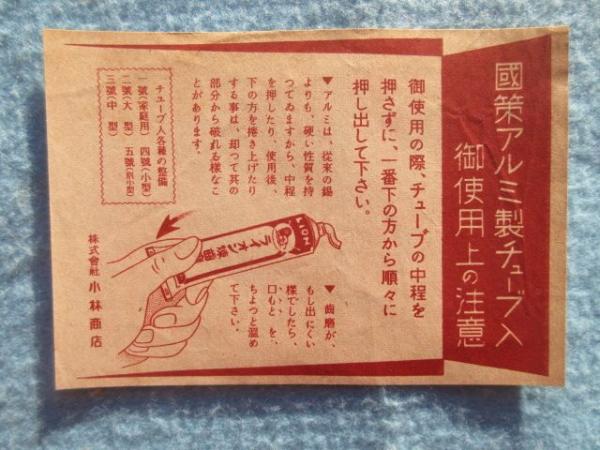 國策アルミ製チューブ入
御使用上の注意
御使用の際、チューブの中程を
押さずに、一番下の方から順々に
押し出して下さい。
▼アルミは、従来の錫
よりも、硬い性質を持
つてゐますから、中程
を押したり、使用後、
下の方を捲き上げたり
する事は、却つて其の
部分から破れる様なこ
とがあります。
▼歯磨が、
もし出にくい
様でしたら、
口もとを、
ちよつと温め
て下さい。
チューブ入各種の整備
一號(家庭用) 四號(小型)
二號(大型) 五號
三號(中型)
LION
ライオン
株式會社 小林商店